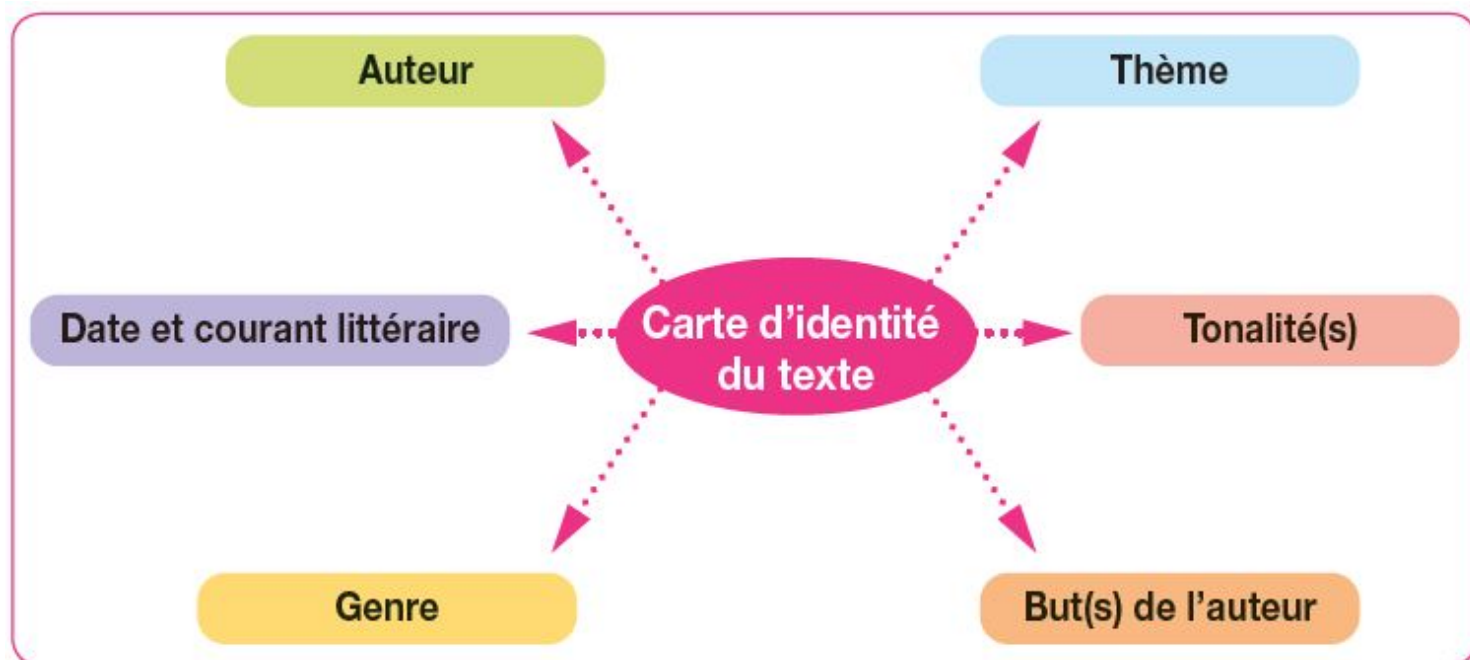 Auteur
Thème
Date et courant littéraire
Carte d'identité
du texte
Tonalité(s)
Genre
But(s) de l'auteur